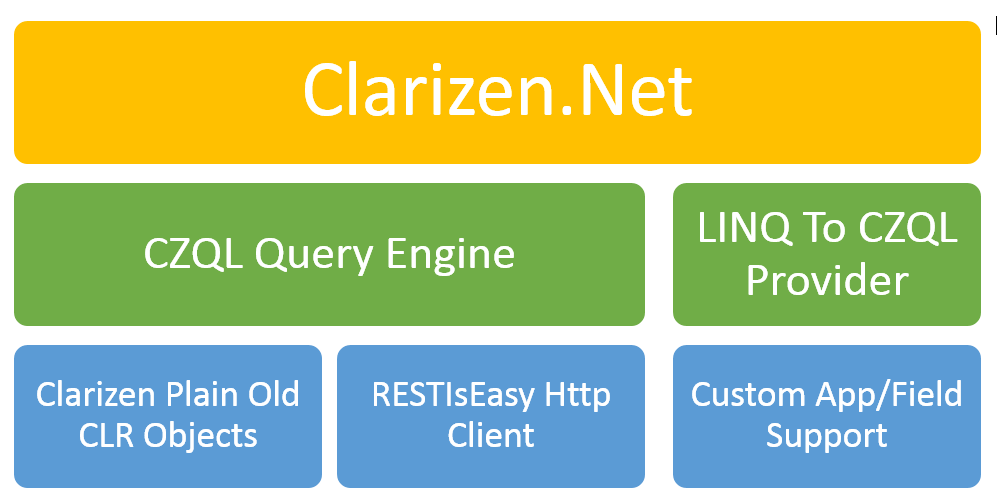 Clarizen.Net
CZQL Query Engine
LINQ To CZQL
Provider
Clarizen Plain Old
CLR Objects
RESTIsEasy Http
Client
Custom App/Field
Support